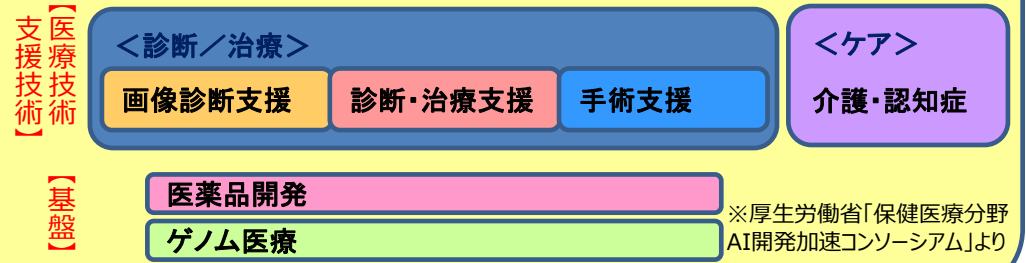 【医療技術
支援技術】
＜診断／治療＞
画像診断支援
診断・治療支援
手術支援
＜ケア＞
介護・認知症
【基盤】
医薬品開発
ゲノム医療
※厚生労働省「保健医療分野
AI開発加速コンソーシアム」より